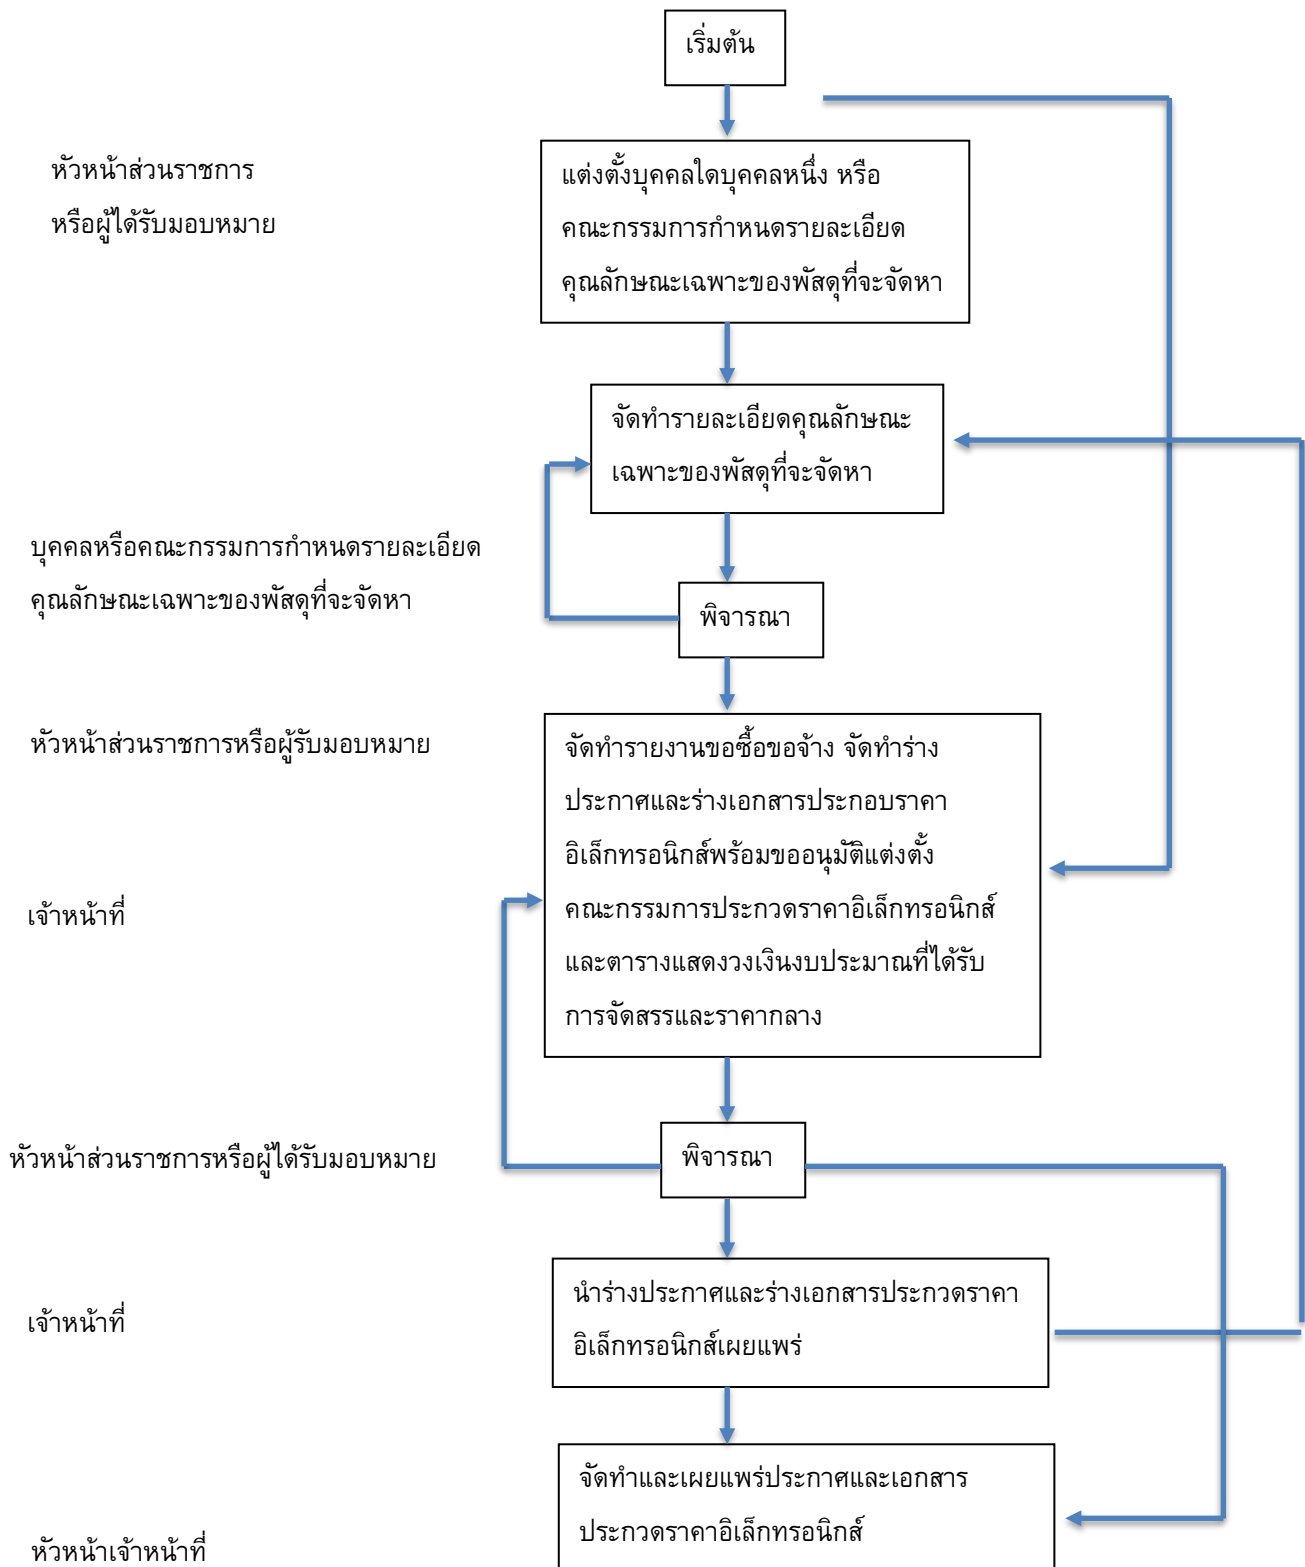 เริ่มต้น
หัวหน้าส่วนราชการ
หรือผู้ได้รับมอบหมาย
แต่งตั้งบุคคลใดบุคคลหนึ่ง หรือ
คณะกรรมการกำหนดรายละเอียด
คุณลักษณะเฉพาะของพัสดุที่จะจัดหา
จัดทำรายละเอียดคุณลักษณะ
เฉพาะของพัสดุที่จะจัดหา
บุคคลหรือคณะกรรมการกำหนดรายละเอียด
คุณลักษณะเฉพาะของพัสดุที่จะจัดหา
พิจารณา
หัวหน้าส่วนราชการหรือผู้รับมอบหมาย
จัดทำรายงานขอซื้อขอจ้าง จัดทำร่าง
ประกาศและร่างเอกสารประกอบราคา
อิเล็กทรอนิกส์พร้อมขออนุมัติแต่งตั้ง
คณะกรรมการประกวดราคาอิเล็กทรอนิกส์
และตารางแสดงวงเงินงบประมาณที่ได้รับ
การจัดสรรและราคากลาง
เจ้าหน้าที่
หัวหน้าส่วนราชการหรือผู้ได้รับมอบหมาย
พิจารณา
เจ้าหน้าที่
นำร่างประกาศและร่างเอกสารประกวดราคา
อิเล็กทรอนิกส์เผยแพร่
จัดทำและเผยแพร่ประกาศและเอกสาร
ประกวดราคาอิเล็กทรอนิกส์
หัวหน้าเจ้าหน้าที่